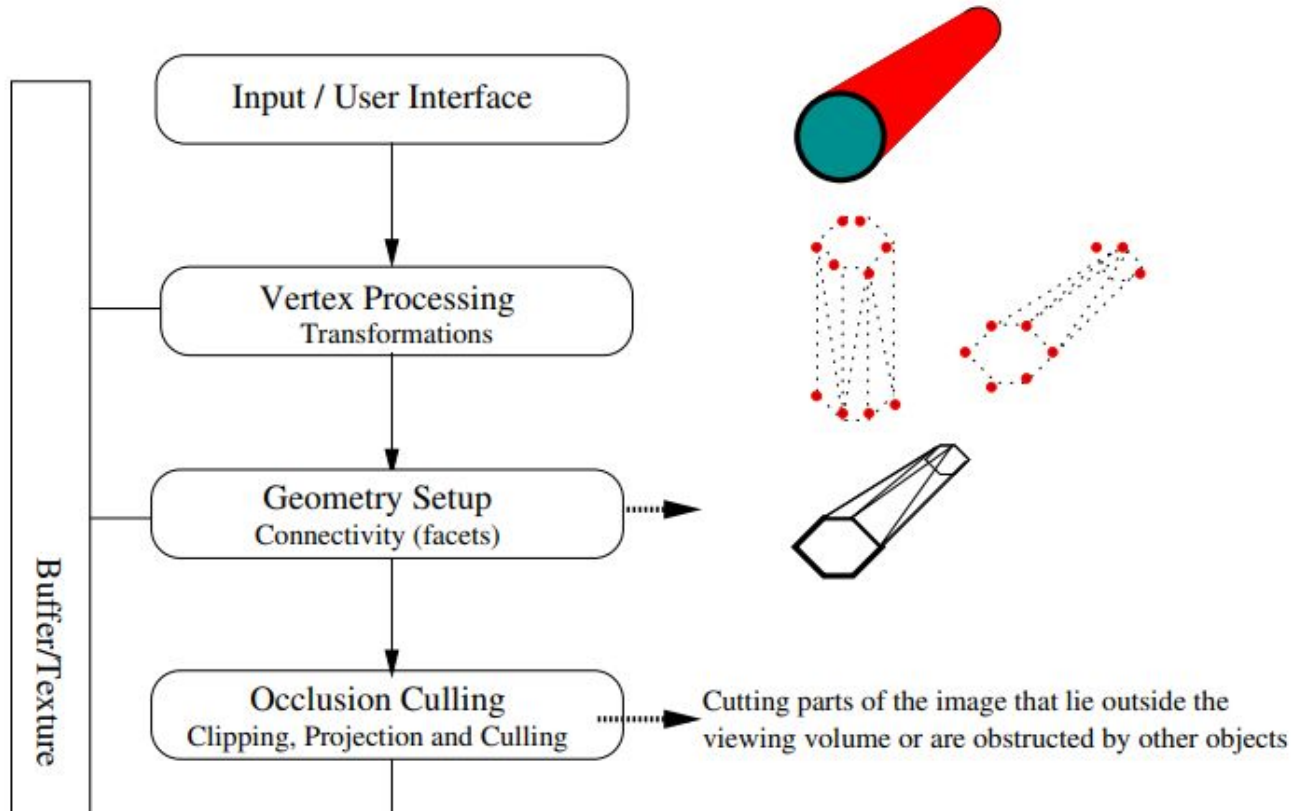 Input / User Interface
Vertex Processing
Transformations
Geometry Setup
Connectivity (facets)
Buffer/Texture
Occlusion Culling
Clipping, Projection and Culling
Cutting parts of the image that lie outside the
viewing volume or are obstructed by other objects